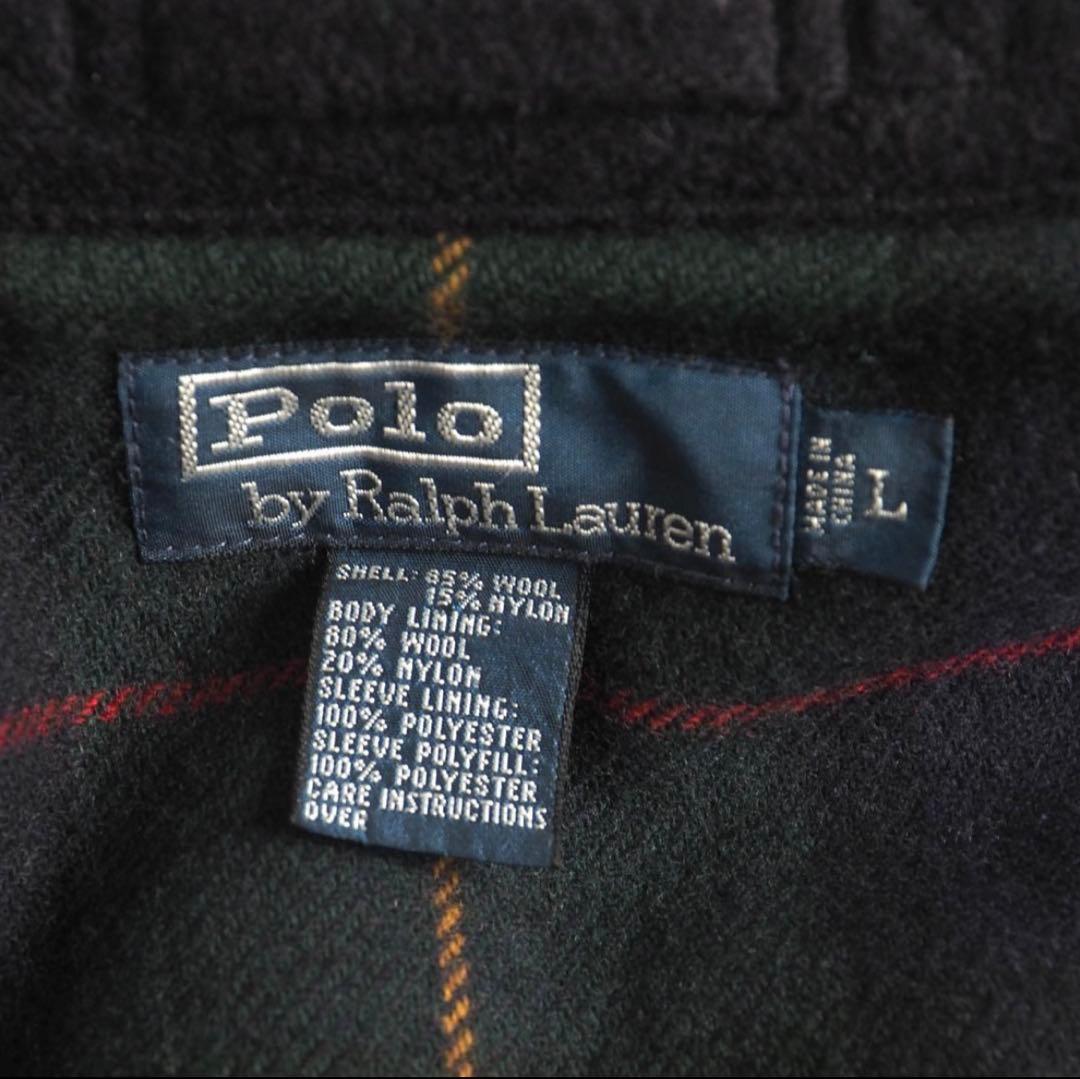 Polo
by Ralph Lauren
MADE IN
CHINA
L
SHELL: 85% WOOL
15% NYLON
BODY LINING:
80% WOOL
20% NYLON
SLEEVE LINING:
100% POLYESTER
SLEEVE POLYFILL:
100% POLYESTER
CARE INSTRUCTIONS
OVER